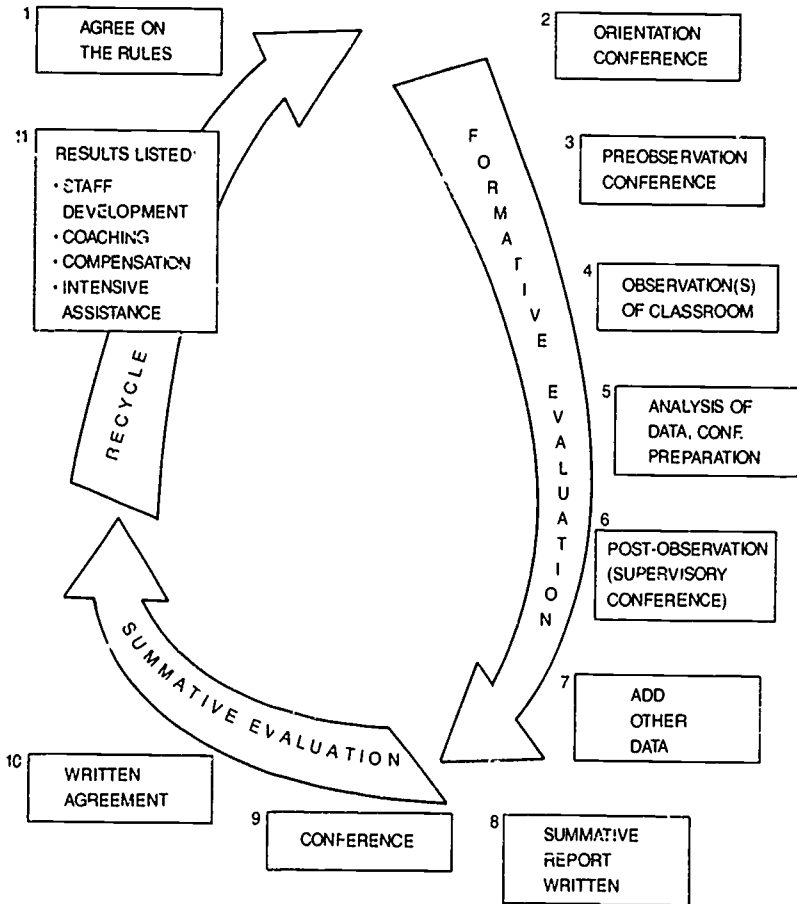 1
AGREE ON
THE RULES
2
ORIENTATION
CONFERENCE
3
PREOBSERVATION
CONFERENCE
4
OBSERVATION(S)
OF CLASSROOM
5
ANALYSIS OF
DATA, CONF.
PREPARATION
6
POST-OBSERVATION
(SUPERVISORY
CONFERENCE)
7
ADD
OTHER
DATA
8
SUMMATIVE
REPORT
WRITTEN
9
CONFERENCE
10
WRITTEN
AGREEMENT
11
RESULTS LISTED:
• STAFF
DEVELOPMENT
• COACHING
• COMPENSATION
• INTENSIVE
ASSISTANCE
FORMATIVE EVALUATION
SUMMATIVE EVALUATION
RECYCLE